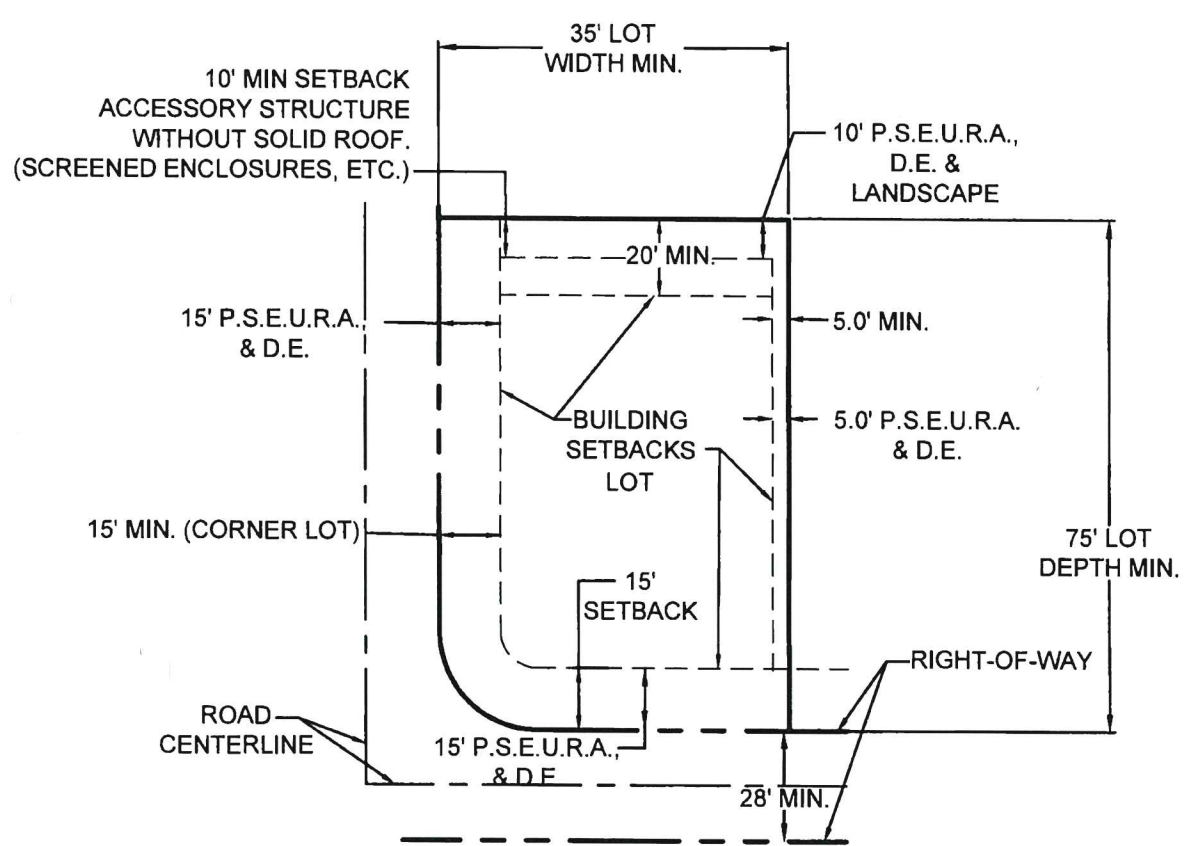 35' LOT
WIDTH MIN.
10' MIN SETBACK
ACCESSORY STRUCTURE
WITHOUT SOLID ROOF.
(SCREENED ENCLOSURES, ETC.)
10' P.S.E.U.R.A.,
D.E. &
LANDSCAPE
20' MIN.
15' P.S.E.U.R.A.
& D.E.
5.0' MIN.
BUILDING
SETBACKS
LOT
5.0' P.S.E.U.R.A.
& D.E.
15' MIN. (CORNER LOT)
75' LOT
DEPTH MIN.
15'
SETBACK
RIGHT-OF-WAY
ROAD
CENTERLINE
15' P.S.E.U.R.A.,
& D.E.
28' MIN.